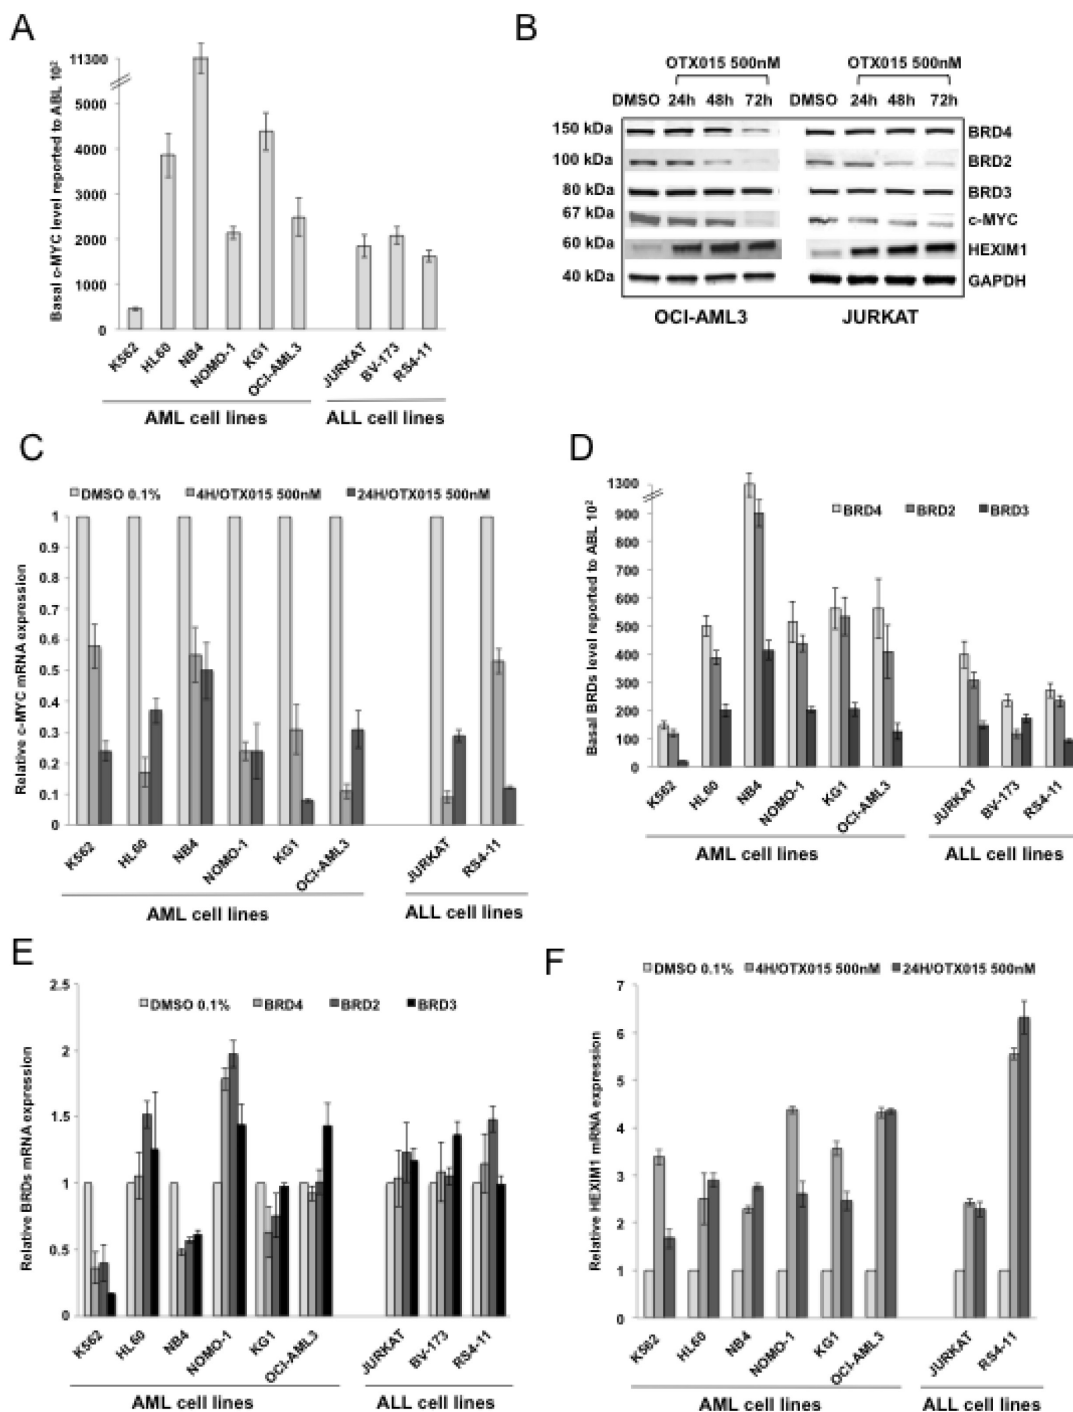 A
Basal c-MYC level reported to ABL 10²
11300
5000
4000
3000
2000
1000
0
K562
HL60
NB4
NOMO-1
KG1
OCI-AML3
JURKAT
BV-173
RS4-11
AML cell lines
ALL cell lines
B
OTX015 500nM
OTX015 500nM
DMSO 24h 48h 72h
DMSO 24h 48h 72h
150 kDa
BRD4
100 kDa
BRD2
80 kDa
BRD3
67 kDa
c-MYC
60 kDa
HEXIM1
40 kDa
GAPDH
OCI-AML3
JURKAT
C
DMSO 0.1% 4H/OTX015 500nM 24H/OTX015 500nM
Relative c-MYC mRNA expression
1
0.9
0.8
0.7
0.6
0.5
0.4
0.3
0.2
0.1
0
K562
HL60
NB4
NOMO-1
KG1
OCI-AML3
JURKAT
RS4-11
AML cell lines
ALL cell lines
D
Basal BRDs level reported to ABL 10²
1300
900
800
700
600
500
400
300
200
100
0
BRD4 BRD2 BRD3
K562
HL60
NB4
NOMO-1
KG1
OCI-AML3
JURKAT
BV-173
RS4-11
AML cell lines
ALL cell lines
E
Relative BRDs mRNA expression
2.5
2
1.5
1
0.5
0
DMSO 0.1% BRD4 BRD2 BRD3
K562
HL60
NB4
NOMO-1
KG1
OCI-AML3
JURKAT
BV-173
RS4-11
AML cell lines
ALL cell lines
F
DMSO 0.1% 4H/OTX015 500nM 24H/OTX015 500nM
Relative HEXIM1 mRNA expression
7
6
5
4
3
2
1
0
K562
HL60
NB4
NOMO-1
KG1
OCI-AML3
JURKAT
RS4-11
AML cell lines
ALL cell lines